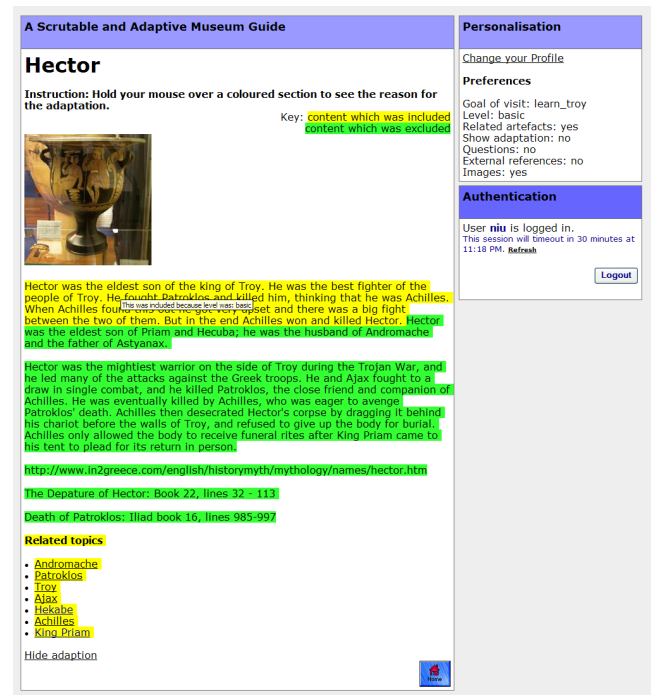 A Scrutable and Adaptive Museum Guide
Hector
Instruction: Hold your mouse over a coloured section to see the reason for
the adaptation.
Key: content which was included
content which was excluded
Hector was the eldest son of the king of Troy. He was the best fighter of the
people of Troy. He fought Patroklos and killed him, thinking that he was Achilles.
This was included because level was: basic
When Achilles found this out he got very upset and there was a big fight
between the two of them. But in the end Achilles won and killed Hector. Hector
was the eldest son of Priam and Hecuba; he was the husband of Andromache
and the father of Astyanax.
Hector was the mightiest warrior on the side of Troy during the Trojan War, and
he led many of the attacks against the Greek troops. He and Ajax fought to a
draw in single combat, and he killed Patroklos, the close friend and companion of
Achilles. He was eventually killed by Achilles, who was eager to avenge
Patroklos' death. Achilles then desecrated Hector's corpse by dragging it behind
his chariot before the walls of Troy, and refused to give up the body for burial.
Achilles only allowed the body to receive funeral rites after King Priam came to
his tent to plead for its return in person.
http://www.in2greece.com/english/historymyth/mythology/names/hector.htm
The Depature of Hector: Book 22, lines 32 - 113
Death of Patroklos: Iliad book 16, lines 985-997
Related topics
• Andromache
• Patroklos
• Troy
• Ajax
• Hekabe
• Achilles
• King Priam
Hide adaption
Home
Personalisation
Change your Profile
Preferences
Goal of visit: learn_troy
Level: basic
Related artefacts: yes
Show adaptation: no
Questions: no
External references: no
Images: yes
Authentication
User niu is logged in.
This session will timeout in 30 minutes at
11:18 PM. Refresh
Logout